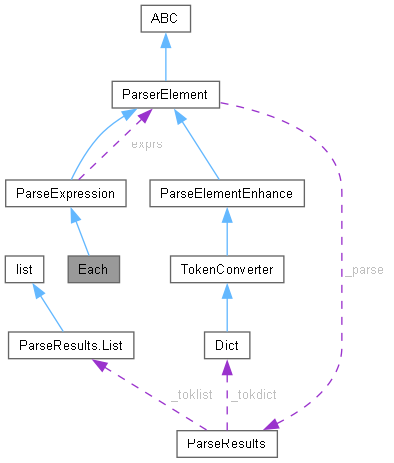 ABC
ParserElement
exprs
ParseExpression
ParseElementEnhance
list
Each
TokenConverter
_parse
ParseResults.List
Dict
_toklist
_tokdict
ParseResults